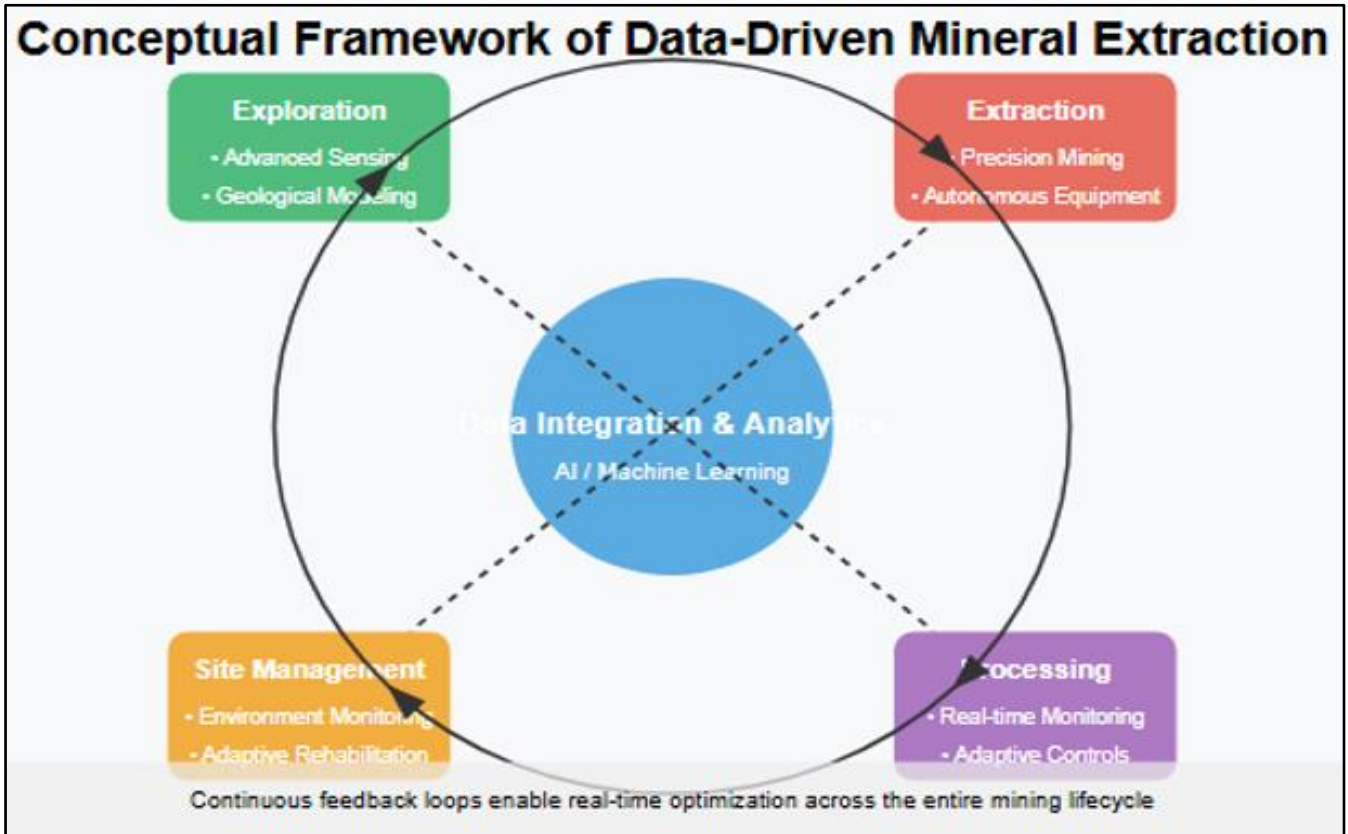 Conceptual Framework of Data-Driven Mineral Extraction
Exploration
• Advanced Sensing
• Geological Modeling
Extraction
• Precision Mining
• Autonomous Equipment
Data Integration & Analytics
AI / Machine Learning
Site Management
• Environment Monitoring
• Adaptive Rehabilitation
Processing
• Real-time Monitoring
• Adaptive Controls
Continuous feedback loops enable real-time optimization across the entire mining lifecycle